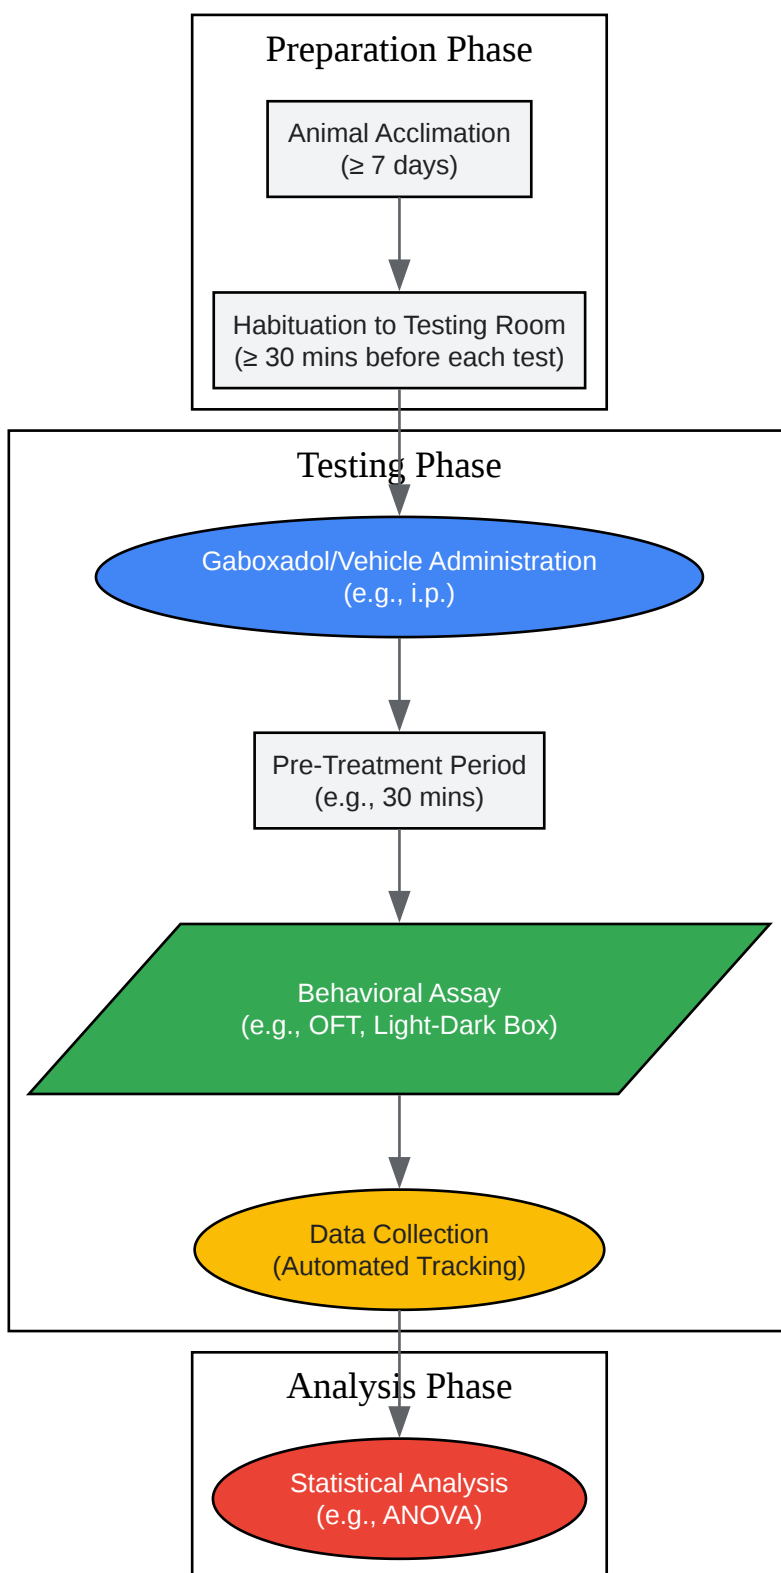 Preparation Phase
Animal Acclimation
(≥ 7 days)
Habituation to Testing Room
(≥ 30 mins before each test)
Testing Phase
Gaboxadol/Vehicle Administration
(e.g., i.p.)
Pre-Treatment Period
(e.g., 30 mins)
Behavioral Assay
(e.g., OFT, Light-Dark Box)
Data Collection
(Automated Tracking)
Analysis Phase
Statistical Analysis
(e.g., ANOVA)